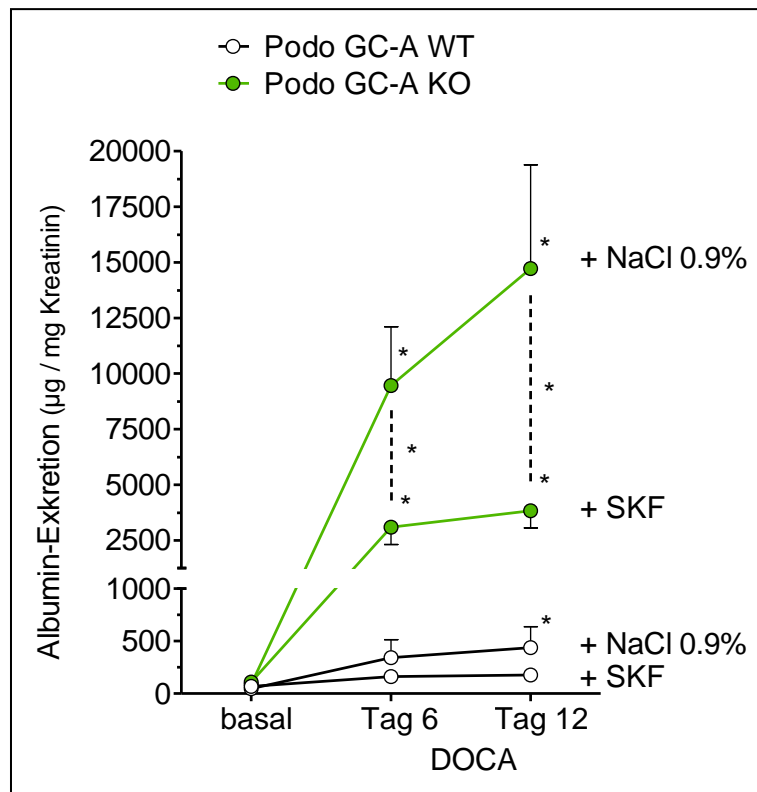 Podo GC-A WT
Podo GC-A KO
Albumin-Exkretion (µg / mg Kreatinin)
20000
17500
15000
12500
10000
7500
5000
2500
1000
500
0
* + NaCl 0.9%
*
*
*
*
* + SKF
* + NaCl 0.9%
+ SKF
basal Tag 6 Tag 12
DOCA